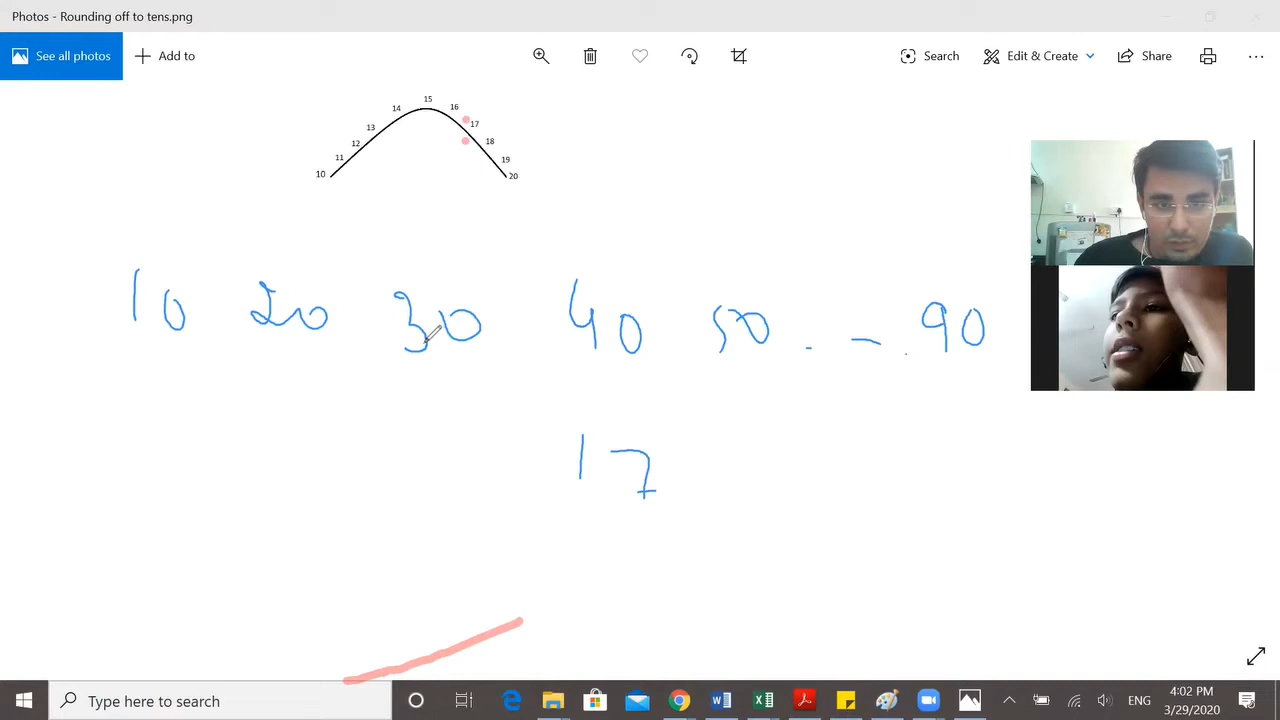 Photos - Rounding off to tens.png
See all photos Add to Search Edit & Create Share
15
14 16
13 17
12 18
11 19
10 20
10 20 30 40 50 . - . 90
17
Type here to search
ENG
4:02 PM
3/29/2020